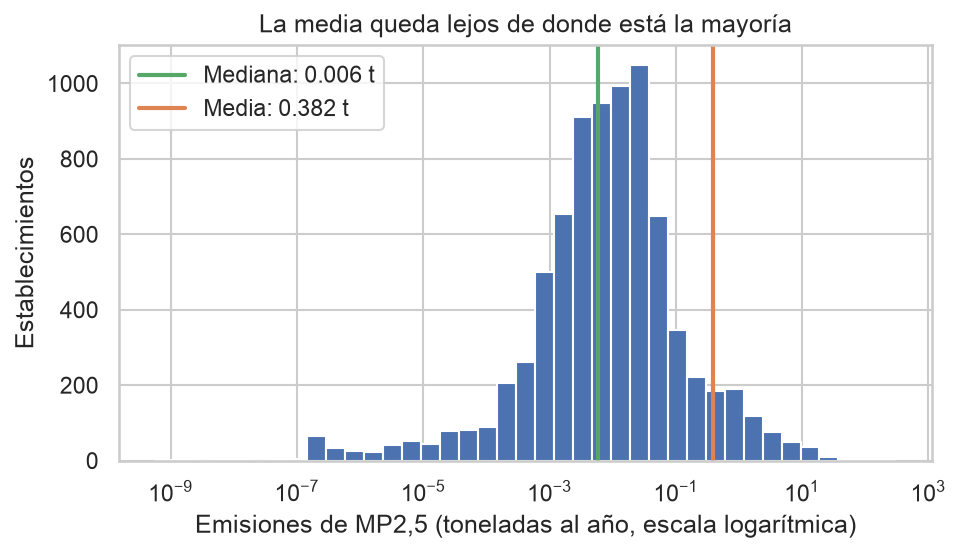 La media queda lejos de donde está la mayoría
Mediana: 0.006 t
Media: 0.382 t
Establecimientos
1000
800
600
400
200
0
10⁻⁹ 10⁻⁷ 10⁻⁵ 10⁻³ 10⁻¹ 10¹ 10³
Emisiones de MP2,5 (toneladas al año, escala logarítmica)